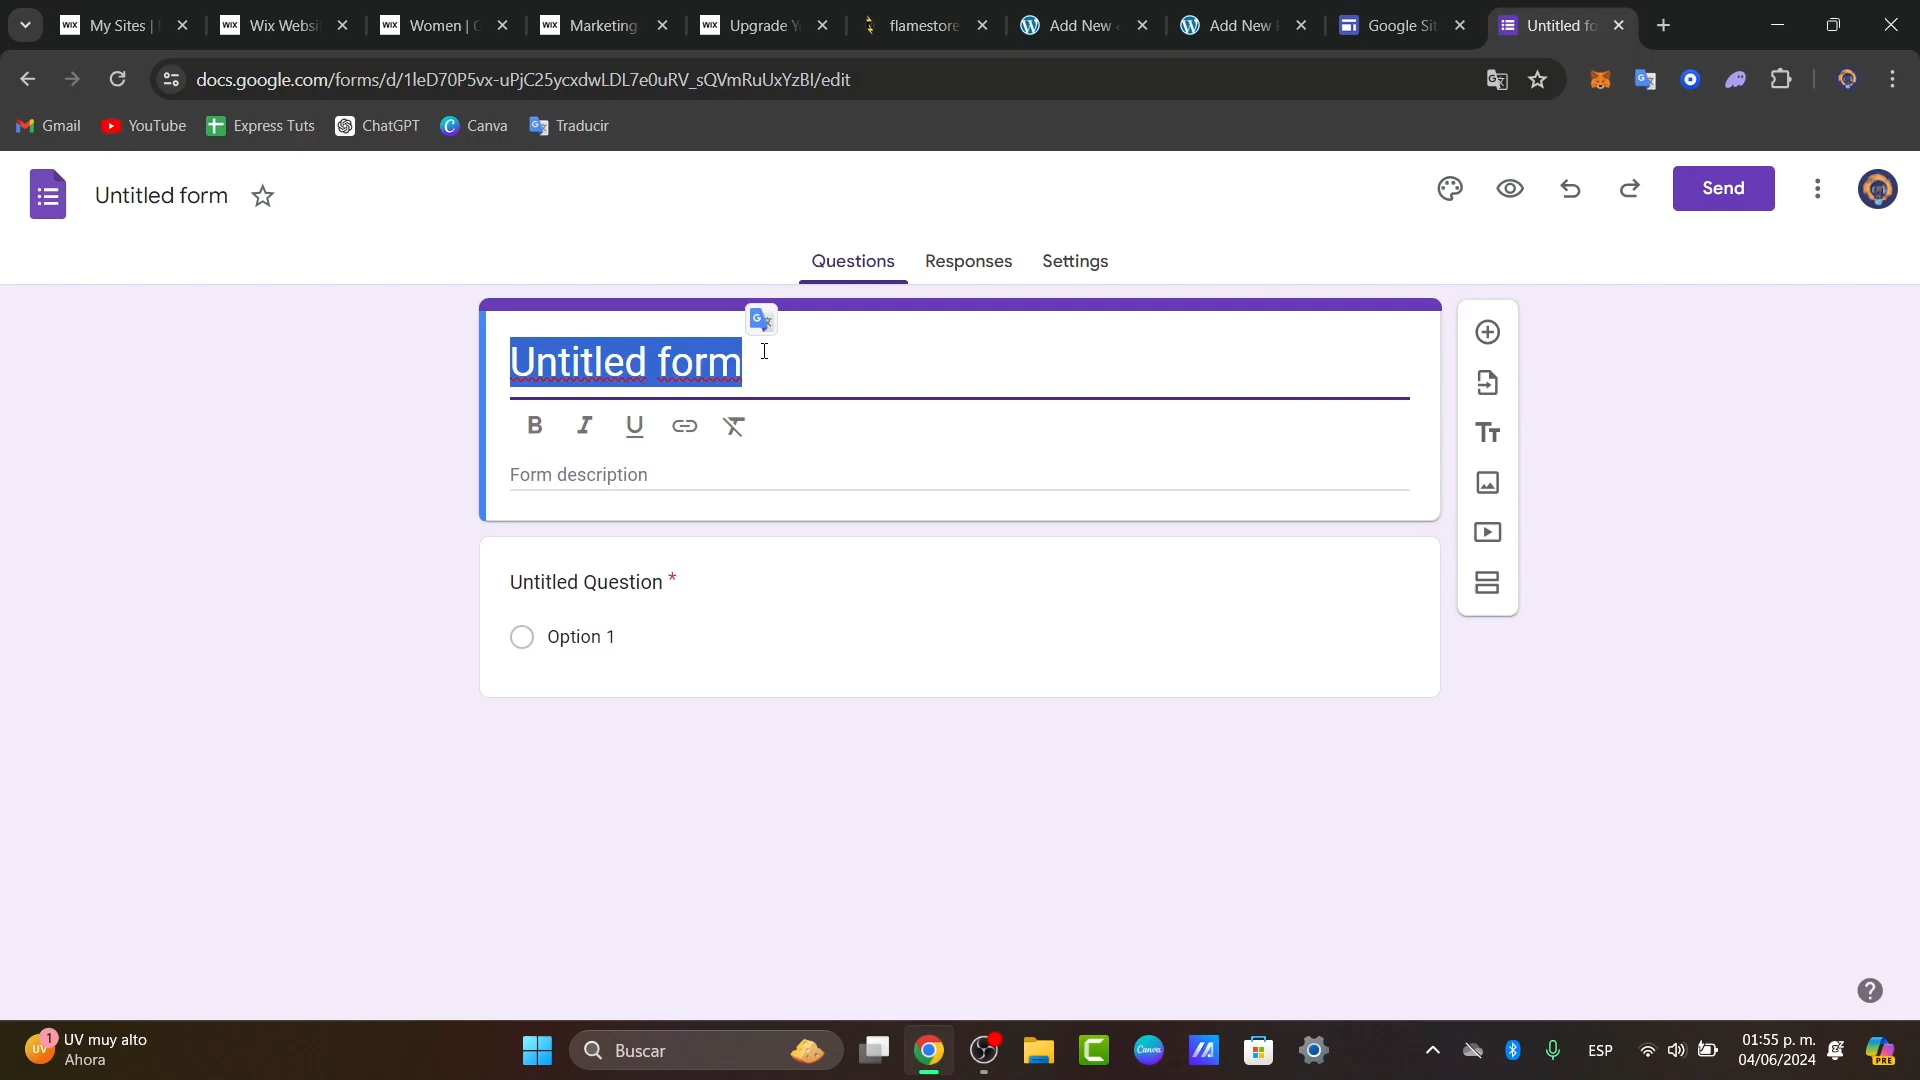 My Sites |
Wix Websi
Women | C
Marketing
Upgrade Y
flamestore
Add New
Add New
Google Sit
Untitled fo
docs.google.com/forms/d/1leD70P5vx-uPjC25ycxdwLDL7e0uRV_sQVmRuUxYzBI/edit
Gmail
YouTube
Express Tuts
ChatGPT
Canva
Traducir
Untitled form
Send
Questions
Responses
Settings
Untitled form
B I U
Form description
Untitled Question *
Option 1
UV muy alto
Ahora
Buscar
ESP
01:55 p. m.
04/06/2024